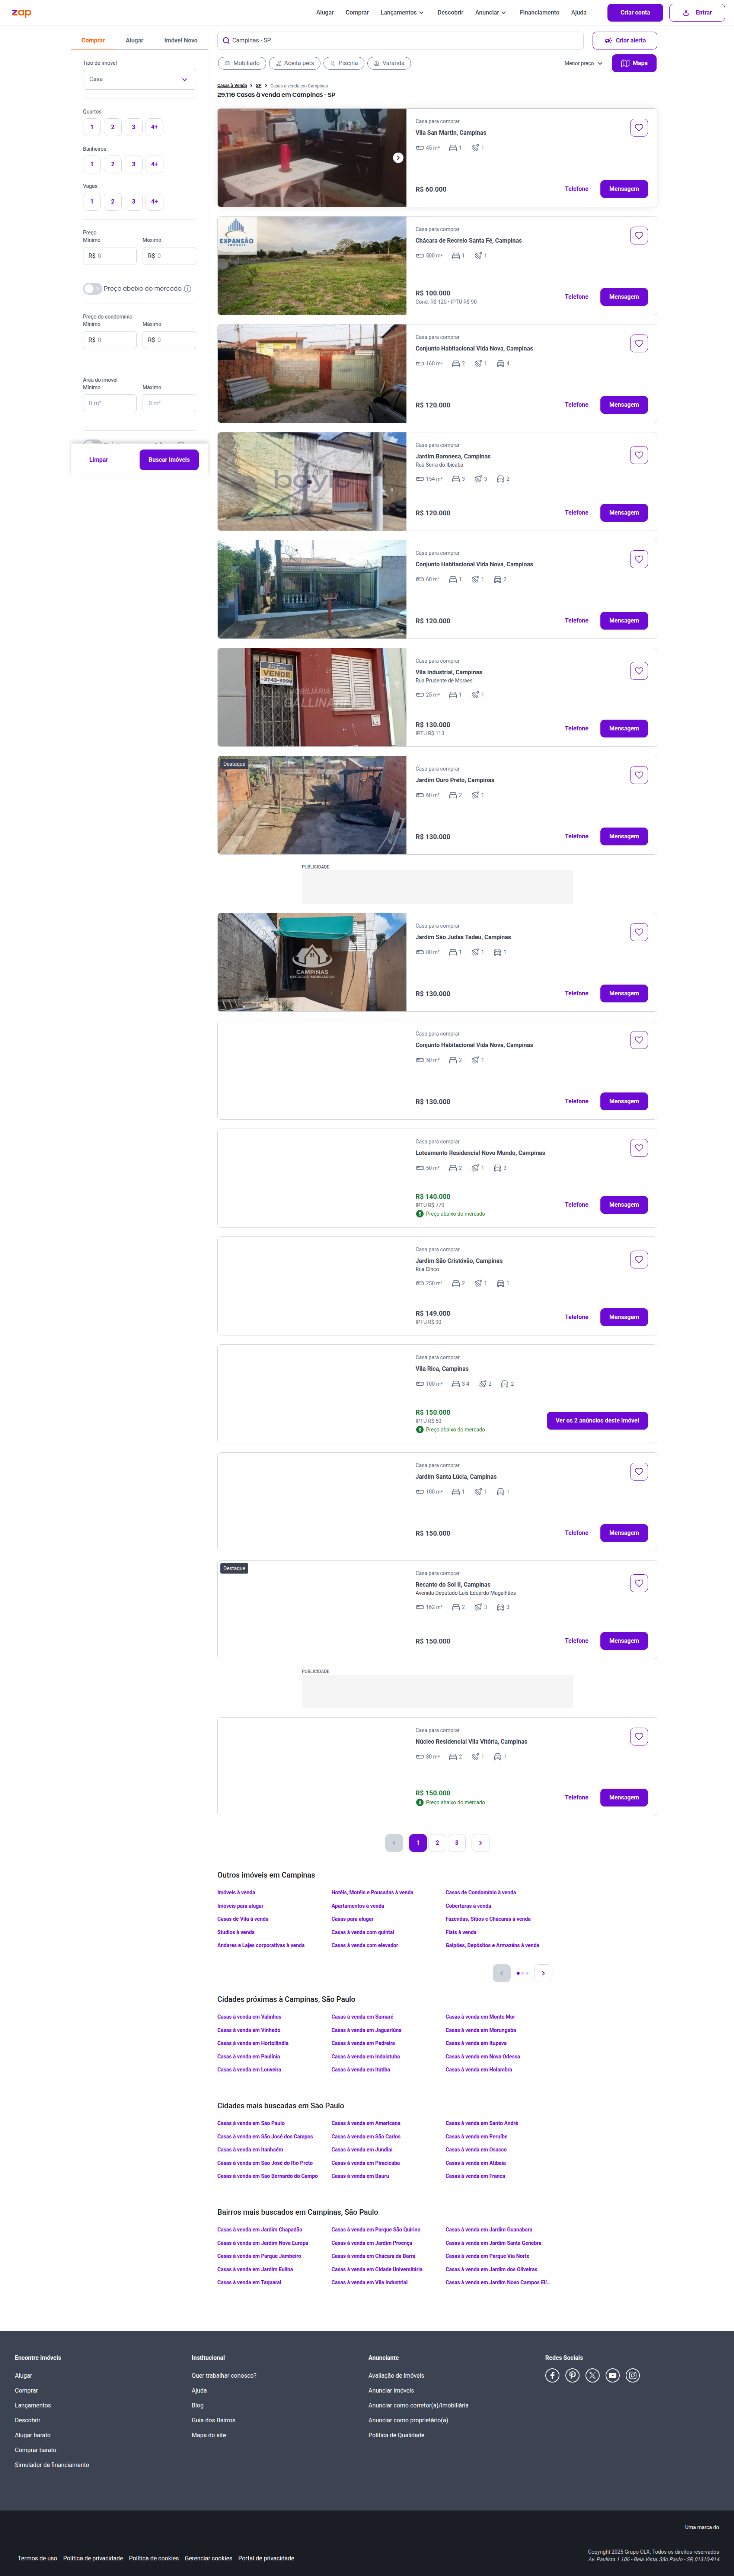 zap
Alugar Comprar Lançamentos Descobrir Anunciar Financiamento Ajuda Criar conta Entrar
Comprar Alugar Imóvel Novo
Tipo de imóvel
Casa
Quartos
1 2 3 4+
Banheiros
1 2 3 4+
Vagas
1 2 3 4+
Preço
Mínimo Máximo
R$ 0 R$ 0
Preço abaixo do mercado
Preço do condomínio
Mínimo Máximo
R$ 0 R$ 0
Área do imóvel
Mínimo Máximo
0 m² 0 m²
Limpar Buscar Imóveis
Campinas - SP Criar alerta
Mobiliado Aceita pets Piscina Varanda Menor preço Mapa
Casas à Venda > SP > Casas à venda em Campinas
29.116 Casas à venda em Campinas - SP
Casa para comprar
Vila San Martin, Campinas
45 m² 1 1
R$ 60.000 Telefone Mensagem
EXPANSÃO
IMÓVEIS
Casa para comprar
Chácara de Recreio Santa Fé, Campinas
500 m² 1 1
R$ 100.000
Cond. R$ 120 • IPTU R$ 90
Telefone Mensagem
Casa para comprar
Conjunto Habitacional Vida Nova, Campinas
160 m² 2 1 4
R$ 120.000 Telefone Mensagem
Casa para comprar
Jardim Baronesa, Campinas
Rua Serra do Ibicaba
154 m² 3 3 2
R$ 120.000 Telefone Mensagem
Casa para comprar
Conjunto Habitacional Vida Nova, Campinas
60 m² 1 1 2
R$ 120.000 Telefone Mensagem
VENDE
3743-9996
Casa para comprar
Vila Industrial, Campinas
Rua Prudente de Moraes
25 m² 1 1
R$ 130.000
IPTU R$ 113
Telefone Mensagem
Destaque
Casa para comprar
Jardim Ouro Preto, Campinas
60 m² 2 1
R$ 130.000 Telefone Mensagem
PUBLICIDADE
CAMPINAS
NEGÓCIOS IMOBILIÁRIOS
Casa para comprar
Jardim São Judas Tadeu, Campinas
80 m² 1 1 1
R$ 130.000 Telefone Mensagem
Casa para comprar
Conjunto Habitacional Vida Nova, Campinas
50 m² 2 1
R$ 130.000 Telefone Mensagem
Casa para comprar
Loteamento Residencial Novo Mundo, Campinas
50 m² 2 1 3
R$ 140.000
IPTU R$ 770
Preço abaixo do mercado
Telefone Mensagem
Casa para comprar
Jardim São Cristóvão, Campinas
Rua Cinco
250 m² 2 1 1
R$ 149.000
IPTU R$ 90
Telefone Mensagem
Casa para comprar
Vila Rica, Campinas
100 m² 3-4 2 2
R$ 150.000
IPTU R$ 50
Preço abaixo do mercado
Ver os 2 anúncios deste imóvel
Casa para comprar
Jardim Santa Lúcia, Campinas
100 m² 1 1 1
R$ 150.000 Telefone Mensagem
Destaque
Casa para comprar
Recanto do Sol II, Campinas
Avenida Deputado Luís Eduardo Magalhães
162 m² 2 3 3
R$ 150.000 Telefone Mensagem
PUBLICIDADE
Casa para comprar
Núcleo Residencial Vila Vitória, Campinas
80 m² 2 1 1
R$ 150.000
Preço abaixo do mercado
Telefone Mensagem
1 2 3
Outros imóveis em Campinas
Imóveis à venda Hotéis, Motéis e Pousadas à venda Casas de Condomínio à venda
Imóveis para alugar Apartamentos à venda Coberturas à venda
Casas de Vila à venda Casas para alugar Fazendas, Sítios e Chácaras à venda
Studios à venda Casas à venda com quintal Flats à venda
Andares e Lajes corporativas à venda Casas à venda com elevador Galpões, Depósitos e Armazéns à venda
Cidades próximas à Campinas, São Paulo
Casas à venda em Valinhos Casas à venda em Sumaré Casas à venda em Monte Mor
Casas à venda em Vinhedo Casas à venda em Jaguariúna Casas à venda em Morungaba
Casas à venda em Hortolândia Casas à venda em Pedreira Casas à venda em Itupeva
Casas à venda em Paulínia Casas à venda em Indaiatuba Casas à venda em Nova Odessa
Casas à venda em Louveira Casas à venda em Itatiba Casas à venda em Holambra
Cidades mais buscadas em São Paulo
Casas à venda em São Paulo Casas à venda em Americana Casas à venda em Santo André
Casas à venda em São José dos Campos Casas à venda em São Carlos Casas à venda em Peruíbe
Casas à venda em Itanhaém Casas à venda em Jundiaí Casas à venda em Osasco
Casas à venda em São José do Rio Preto Casas à venda em Piracicaba Casas à venda em Atibaia
Casas à venda em São Bernardo do Campo Casas à venda em Bauru Casas à venda em Franca
Bairros mais buscados em Campinas, São Paulo
Casas à venda em Jardim Chapadão Casas à venda em Parque São Quirino Casas à venda em Jardim Guanabara
Casas à venda em Jardim Nova Europa Casas à venda em Jardim Proença Casas à venda em Jardim Santa Genebra
Casas à venda em Parque Jambeiro Casas à venda em Chácara da Barra Casas à venda em Parque Via Norte
Casas à venda em Jardim Eulina Casas à venda em Cidade Universitária Casas à venda em Jardim dos Oliveiras
Casas à venda em Taquaral Casas à venda em Vila Industrial Casas à venda em Jardim Novo Campos Elí...
Encontre imóveis Institucional Anunciante Redes Sociais
Alugar Quer trabalhar conosco? Avaliação de imóveis
Comprar Ajuda Anunciar imóveis
Lançamentos Blog Anunciar como corretor(a)/imobiliária
Descobrir Guia dos Bairros Anunciar como proprietário(a)
Alugar barato Mapa do site Política de Qualidade
Comprar barato
Simulador de financiamento
Uma marca do
Termos de uso Política de privacidade Política de cookies Gerenciar cookies Portal de privacidade
Copyright 2025 Grupo OLX. Todos os direitos reservados
Av. Paulista 1.106 - Bela Vista, São Paulo - SP, 01310-914